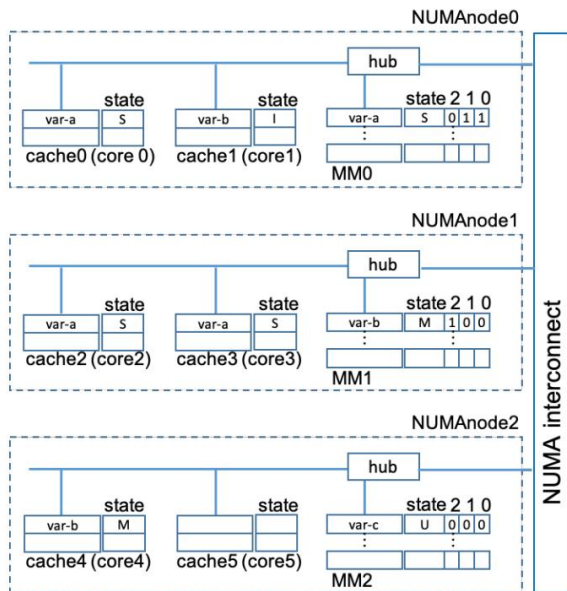 NUMAnode0
hub
state state state 2 1 0
var-a S var-b I var-a S 0 1 1
⋮ ⋮
cache0 (core 0) cache1 (core1)
MM0
NUMAnode1
hub
state state state 2 1 0
var-a S var-a S var-b M 1 0 0
⋮ ⋮
cache2 (core2) cache3 (core3)
MM1
NUMAnode2
hub
state state 2 1 0
var-b M var-c U 0 0 0
⋮ ⋮
cache4 (core4) cache5 (core5)
MM2
NUMA interconnect